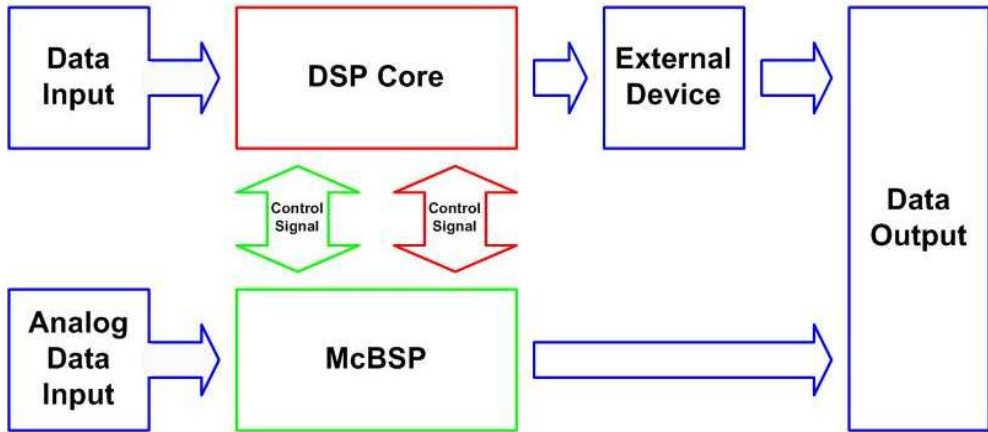 Data
Input
DSP Core
External
Device
Data
Output
Control
Signal
Control
Signal
Analog
Data
Input
McBSP